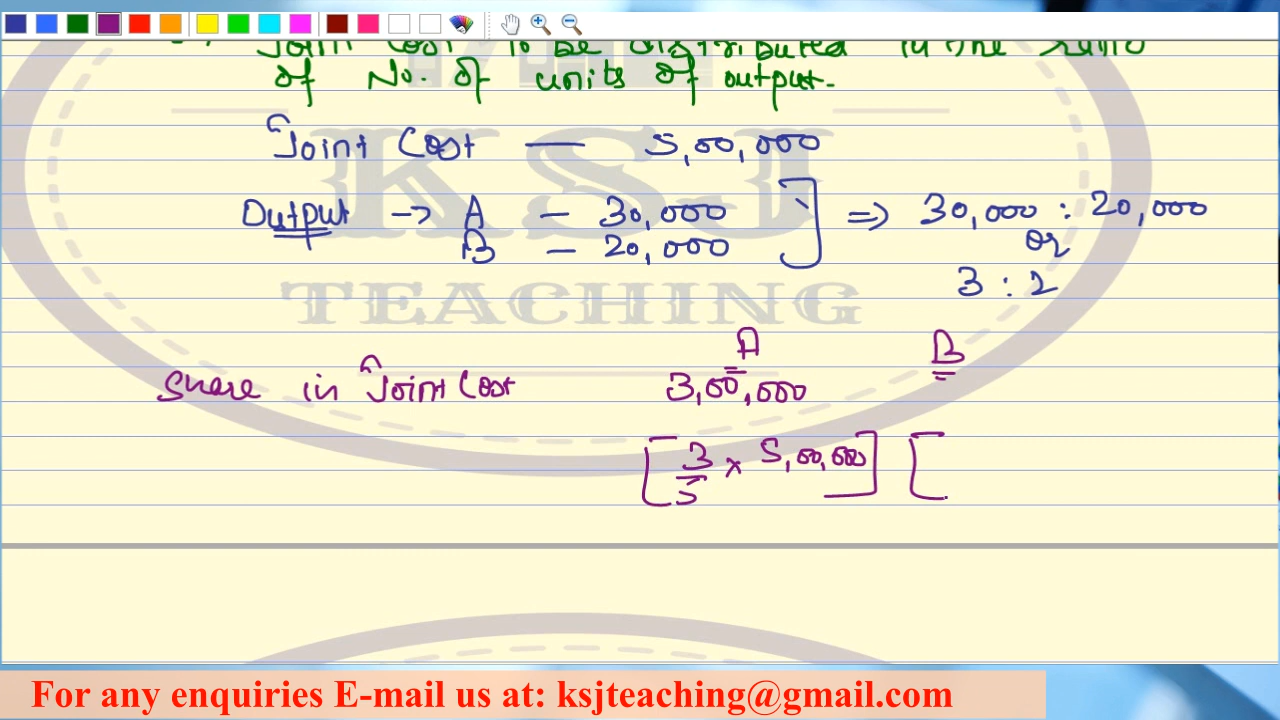 Joint Cost to be distributed in the ratio
of No. of units of output.
Joint Cost — 5,00,000
Output → A – 30,000 ⇒ 30,000 : 20,000
B – 20,000 or
3 : 2
KSJ
TEACHING
A B
Share in Joint Cost 3,00,000
[3/5 × 5,00,000] [
For any enquiries E-mail us at: ksjteaching@gmail.com